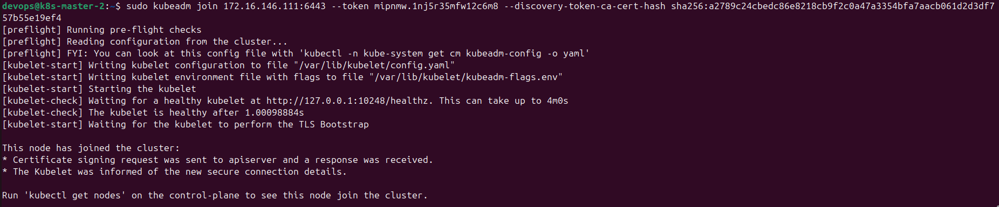 devops@k8s-master-2:~$ sudo kubeadm join 172.16.146.111:6443 --token mipnmw.1nj5r35mfw12c6m8 --discovery-token-ca-cert-hash sha256:a2789c24cbedc86e8218cb9f2c0a47a3354bfa7aacb061d2d3df7
57b55e19ef4
[preflight] Running pre-flight checks
[preflight] Reading configuration from the cluster...
[preflight] FYI: You can look at this config file with 'kubectl -n kube-system get cm kubeadm-config -o yaml'
[kubelet-start] Writing kubelet configuration to file "/var/lib/kubelet/config.yaml"
[kubelet-start] Writing kubelet environment file with flags to file "/var/lib/kubelet/kubeadm-flags.env"
[kubelet-start] Starting the kubelet
[kubelet-check] Waiting for a healthy kubelet at http://127.0.0.1:10248/healthz. This can take up to 4m0s
[kubelet-check] The kubelet is healthy after 1.00098884s
[kubelet-start] Waiting for the kubelet to perform the TLS Bootstrap

This node has joined the cluster:
* Certificate signing request was sent to apiserver and a response was received.
* The Kubelet was informed of the new secure connection details.

Run 'kubectl get nodes' on the control-plane to see this node join the cluster.